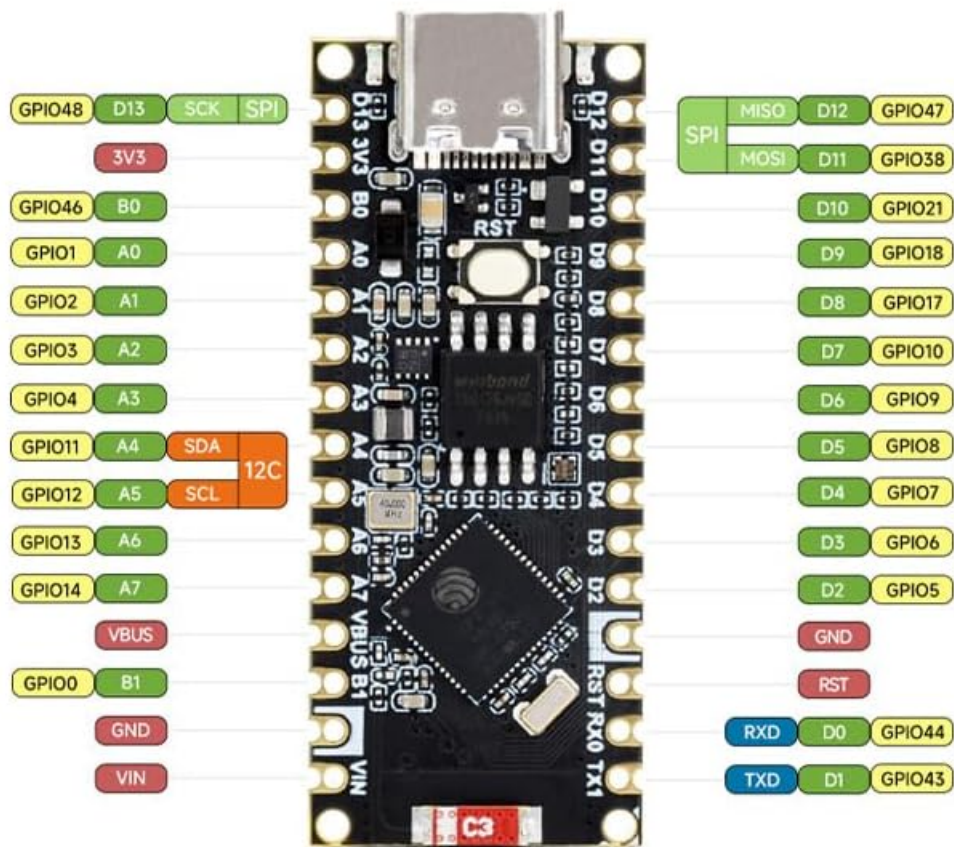 GPIO48 D13 SCK SPI
3V3
GPIO46 B0
GPIO1 A0
GPIO2 A1
GPIO3 A2
GPIO4 A3
GPIO11 A4 SDA
12C
GPIO12 A5 SCL
GPIO13 A6
GPIO14 A7
VBUS
GPIO0 B1
GND
VIN
D13
3V3
B0
A0
A1
A2
A3
A4
A5
A6
A7
VBUS
B1
VIN
RST
winbond
C3
D12
D11
D10
D9
D8
D7
D6
D5
D4
D3
D2
RST
RX0
TX1
MISO D12 GPIO47
SPI
MOSI D11 GPIO38
D10 GPIO21
D9 GPIO18
D8 GPIO17
D7 GPIO10
D6 GPIO9
D5 GPIO8
D4 GPIO7
D3 GPIO6
D2 GPIO5
GND
RST
RXD D0 GPIO44
TXD D1 GPIO43